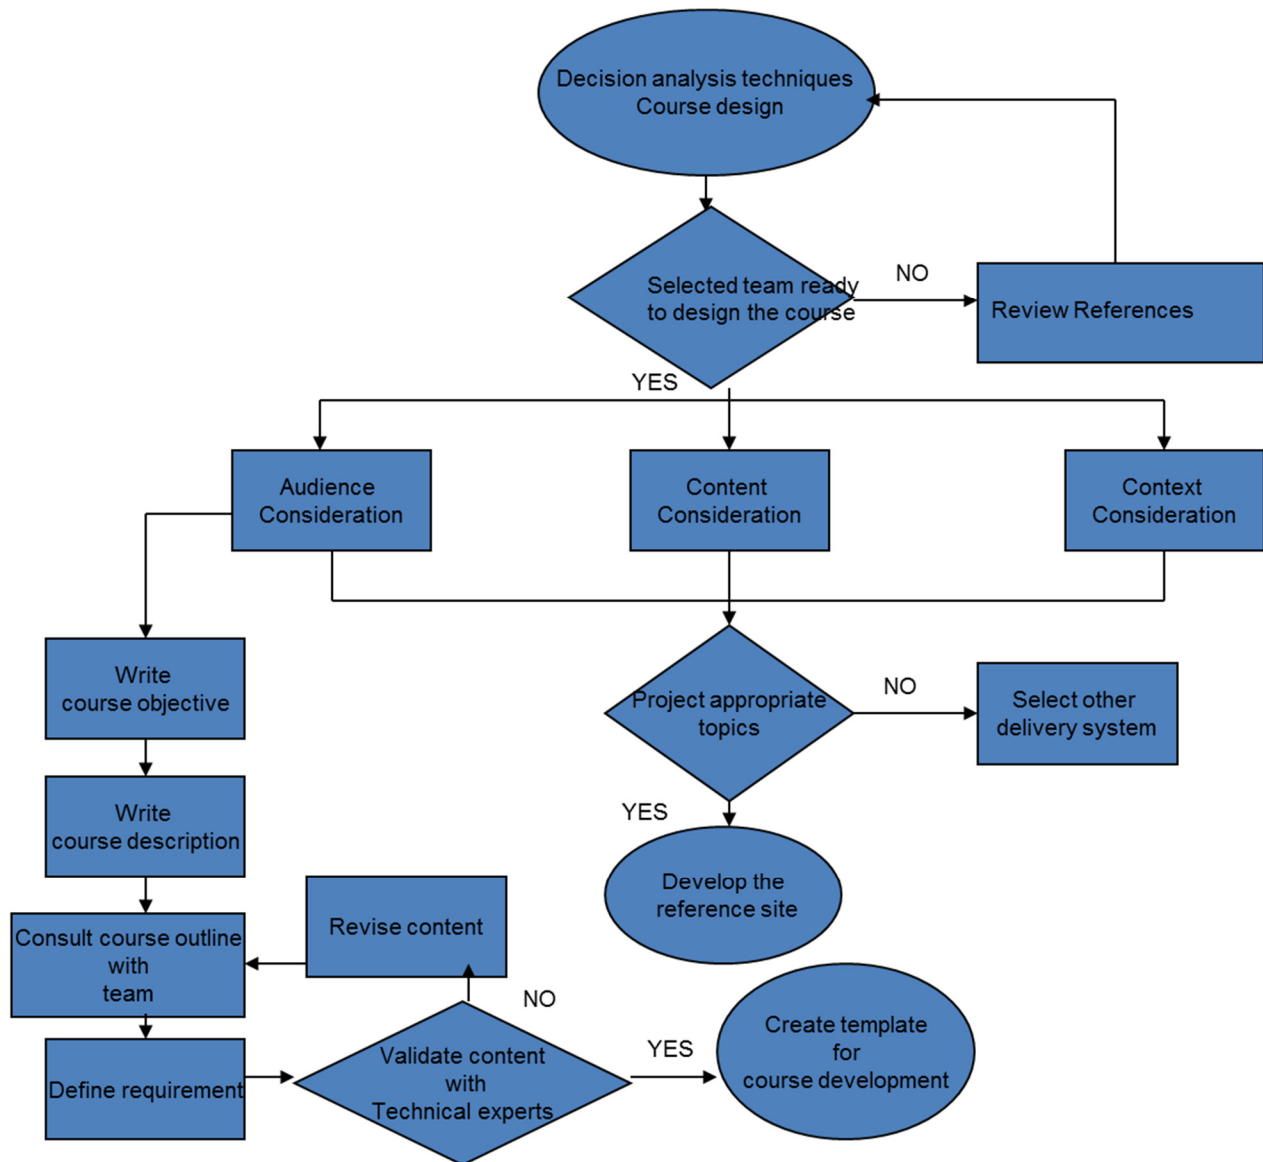 Decision analysis techniques
Course design
Selected team ready
to design the course
NO
Review References
YES
Audience
Consideration
Content
Consideration
Context
Consideration
Write
course objective
Project appropriate
topics
NO
Select other
delivery system
Write
course description
YES
Develop the
reference site
Revise content
Consult course outline
with
team
NO
Create template
for
course development
Define requirement
Validate content
with
Technical experts
YES